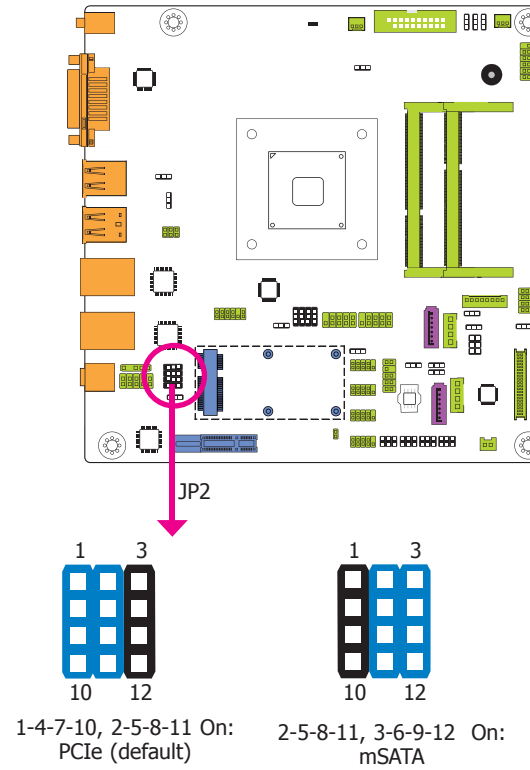 JP2
1 3
10 12
1-4-7-10, 2-5-8-11 On:
PCIe (default)
1 3
10 12
2-5-8-11, 3-6-9-12 On:
mSATA